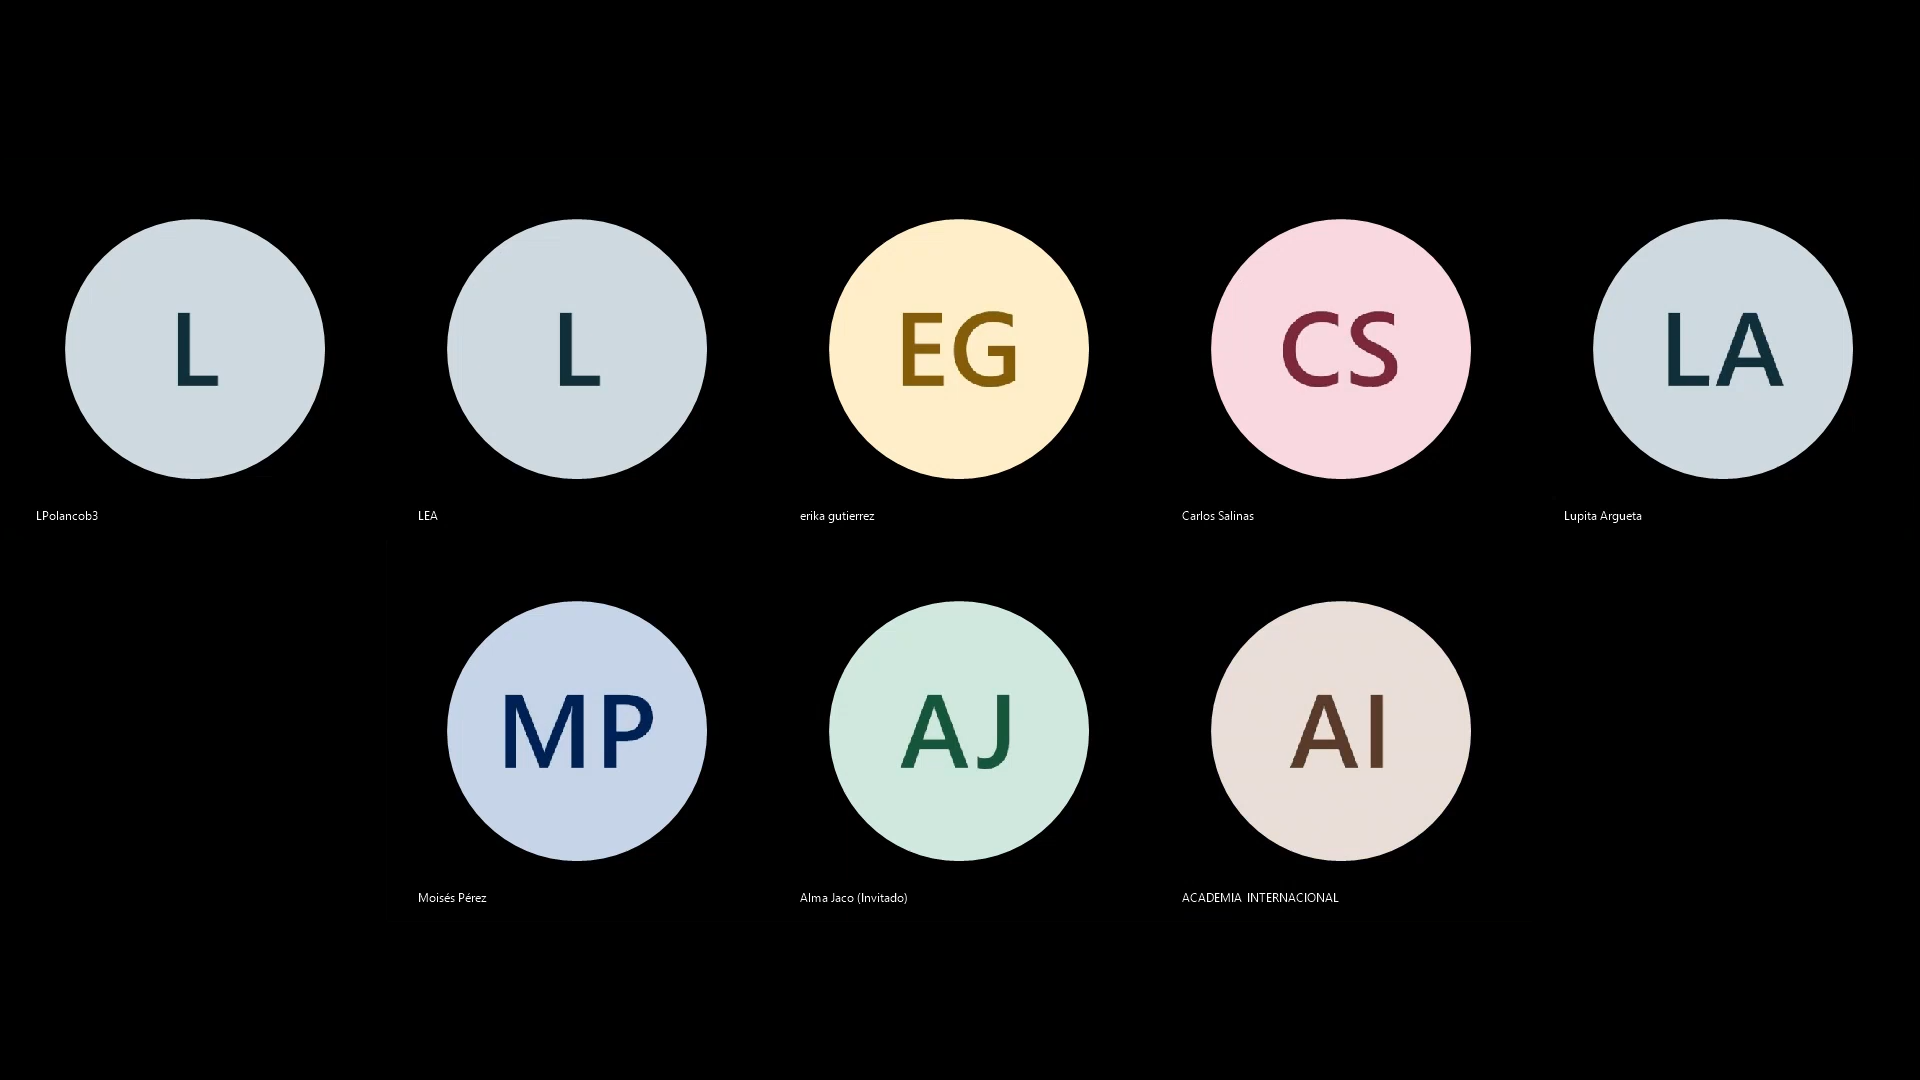 L
L
EG
CS
LA
LPolancob3
LEA
erika gutierrez
Carlos Salinas
Lupita Argueta
MP
AJ
AI
Moisés Pérez
Alma Jaco (Invitado)
ACADEMIA INTERNACIONAL